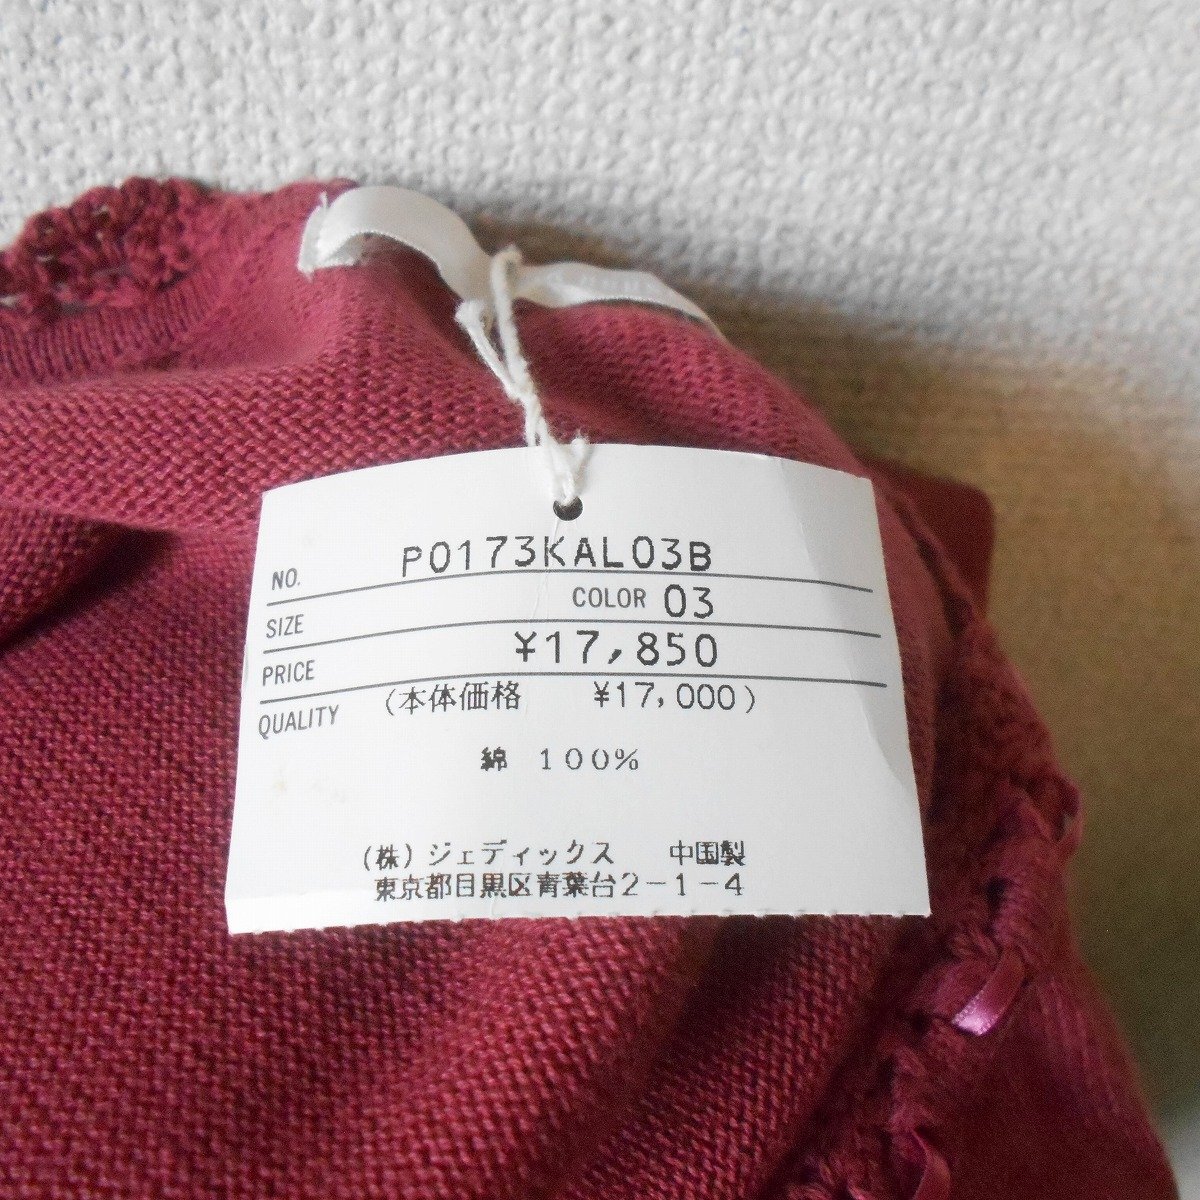 NO. P0173KAL03B
SIZE COLOR 03
PRICE ¥17,850
QUALITY (本体価格 ¥17,000)
綿 100%
(株)ジェディックス 中国製
東京都目黒区青葉台2-1-4